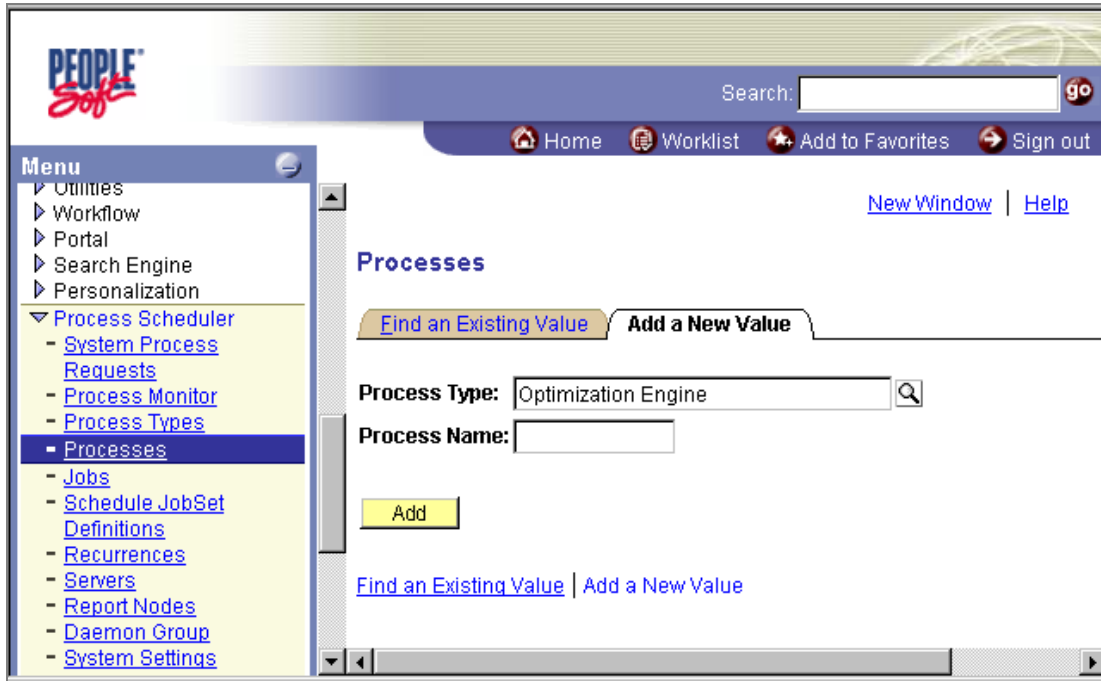 PEOPLE
Soft
Search:
go
Home
Worklist
Add to Favorites
Sign out
Menu
Utilities
Workflow
Portal
Search Engine
Personalization
Process Scheduler
System Process
Requests
Process Monitor
Process Types
Processes
Jobs
Schedule JobSet
Definitions
Recurrences
Servers
Report Nodes
Daemon Group
System Settings
New Window | Help
Processes
Find an Existing Value
Add a New Value
Process Type: Optimization Engine
Process Name:
Add
Find an Existing Value | Add a New Value